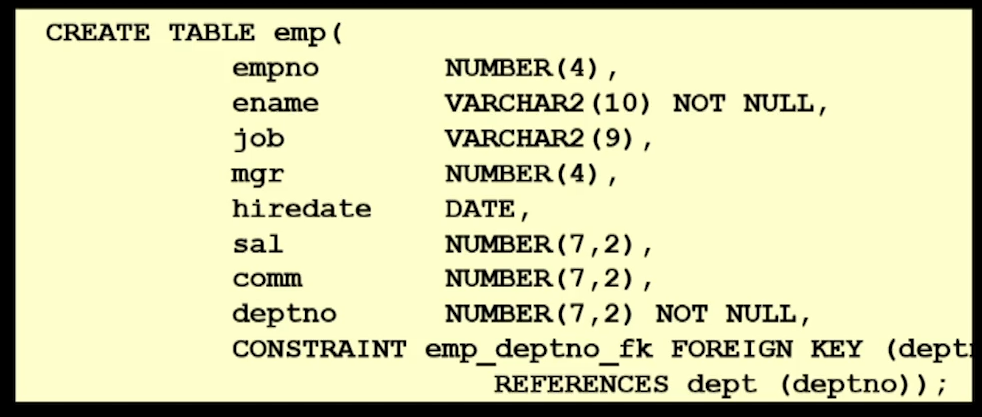 CREATE TABLE emp(
empno NUMBER(4),
ename VARCHAR2(10) NOT NULL,
job VARCHAR2(9),
mgr NUMBER(4),
hiredate DATE,
sal NUMBER(7,2),
comm NUMBER(7,2),
deptno NUMBER(7,2) NOT NULL,
CONSTRAINT emp_deptno_fk FOREIGN KEY
REFERENCES dept (deptno));